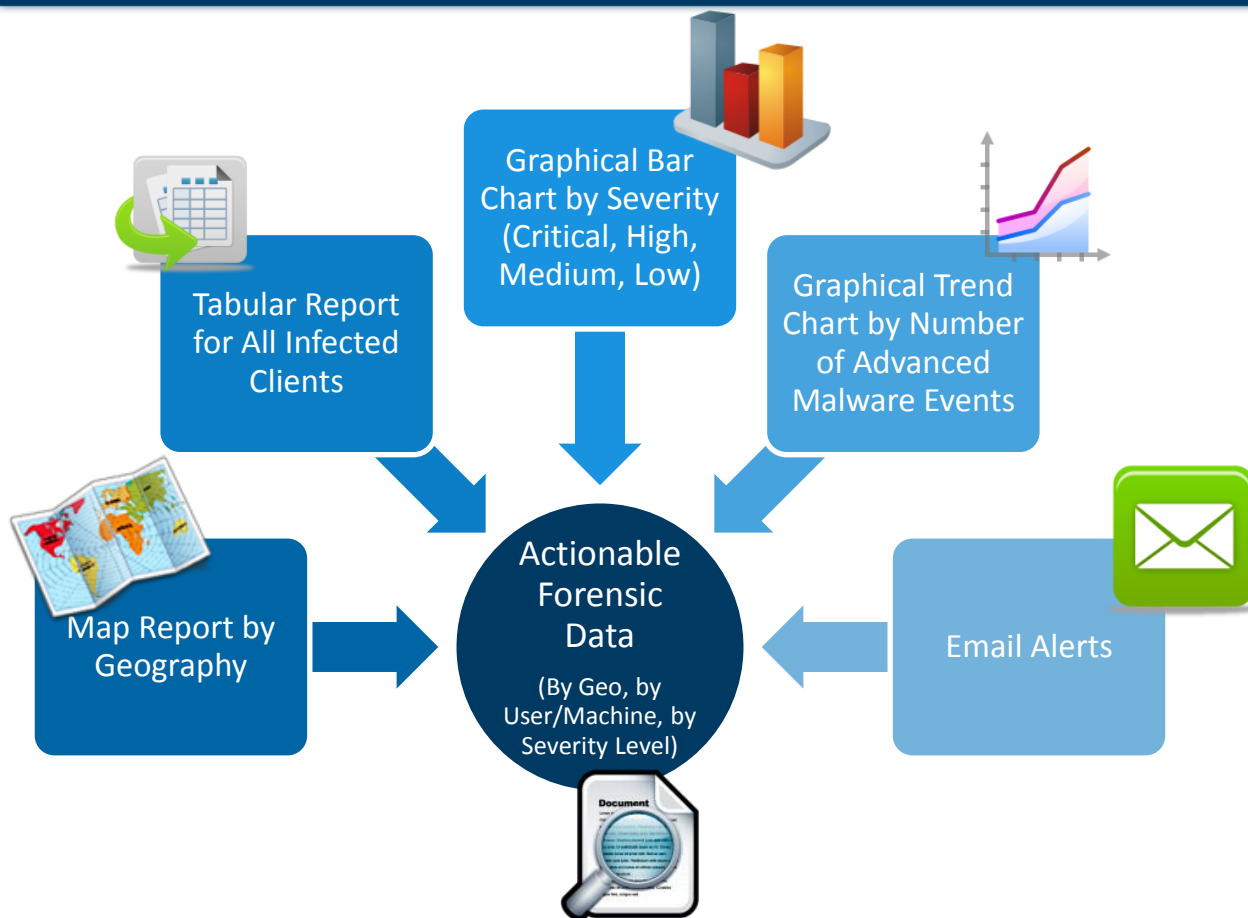 Graphical Bar
Chart by Severity
(Critical, High,
Medium, Low)
Tabular Report
for All Infected
Clients
Graphical Trend
Chart by Number
of Advanced
Malware Events
Map Report by
Geography
Actionable
Forensic
Data
(By Geo, by
User/Machine, by
Severity Level)
Email Alerts
Document